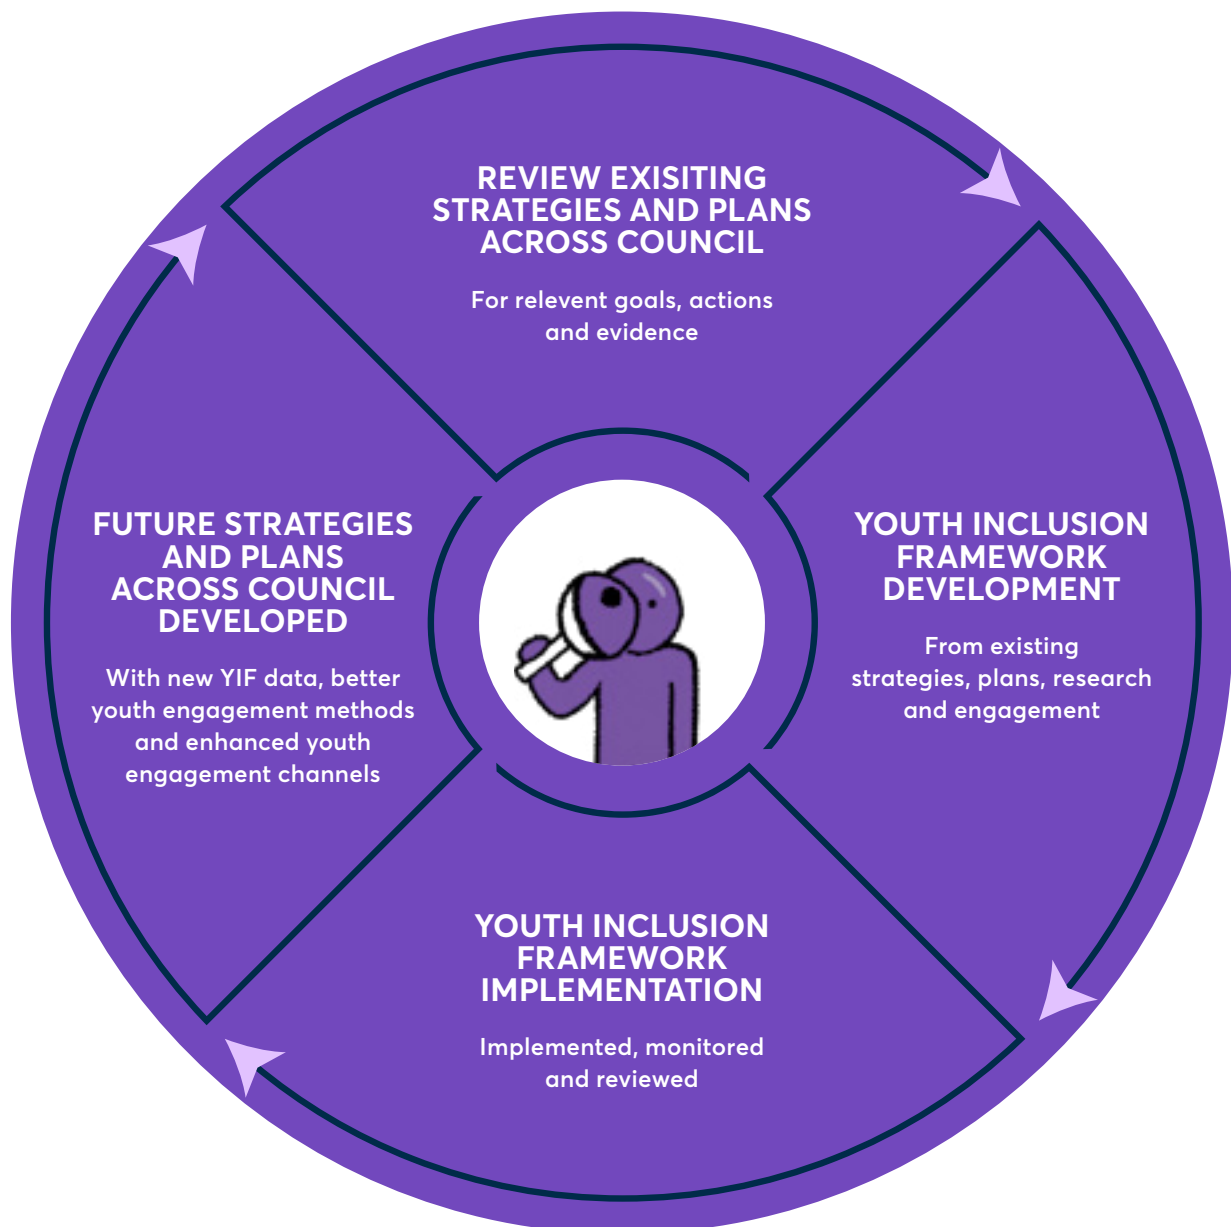 REVIEW EXISITING
STRATEGIES AND PLANS
ACROSS COUNCIL
For relevent goals, actions
and evidence
YOUTH INCLUSION
FRAMEWORK
DEVELOPMENT
From existing
strategies, plans, research
and engagement
YOUTH INCLUSION
FRAMEWORK
IMPLEMENTATION
Implemented, monitored
and reviewed
FUTURE STRATEGIES
AND PLANS
ACROSS COUNCIL
DEVELOPED
With new YIF data, better
youth engagement methods
and enhanced youth
engagement channels